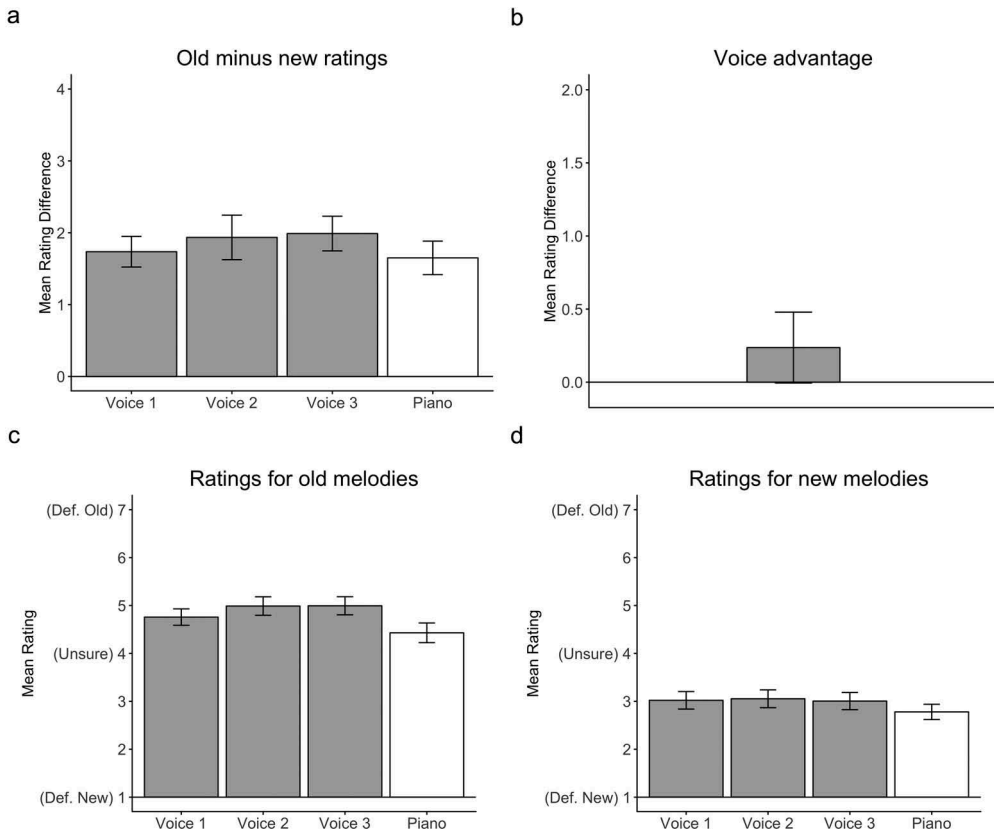 a
Old minus new ratings
Mean Rating Difference
4
3
2
1
0
Voice 1 Voice 2 Voice 3 Piano
b
Voice advantage
Mean Rating Difference
2.0
1.5
1.0
0.5
0.0
c
Ratings for old melodies
Mean Rating
(Def. Old) 7
6
5
(Unsure) 4
3
2
(Def. New) 1
Voice 1 Voice 2 Voice 3 Piano
d
Ratings for new melodies
Mean Rating
(Def. Old) 7
6
5
(Unsure) 4
3
2
(Def. New) 1
Voice 1 Voice 2 Voice 3 Piano